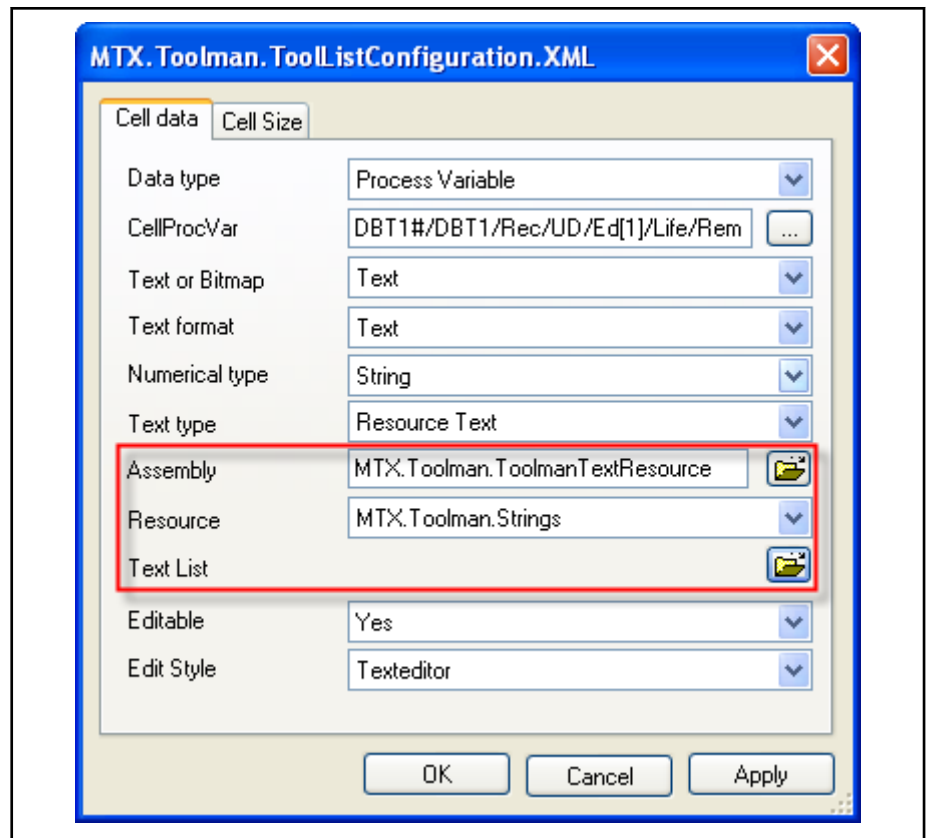 MTX.Toolman.ToolListConfiguration.XML
Cell data Cell Size
Data type Process Variable
CellProcVar DBT1#/DBT1/Rec/UD/Ed[1]/Life/Rem ...
Text or Bitmap Text
Text format Text
Numerical type String
Text type Resource Text
Assembly MTX.Toolman.ToolmanTextResource
Resource MTX.Toolman.Strings
Text List
Editable Yes
Edit Style Texteditor
OK Cancel Apply